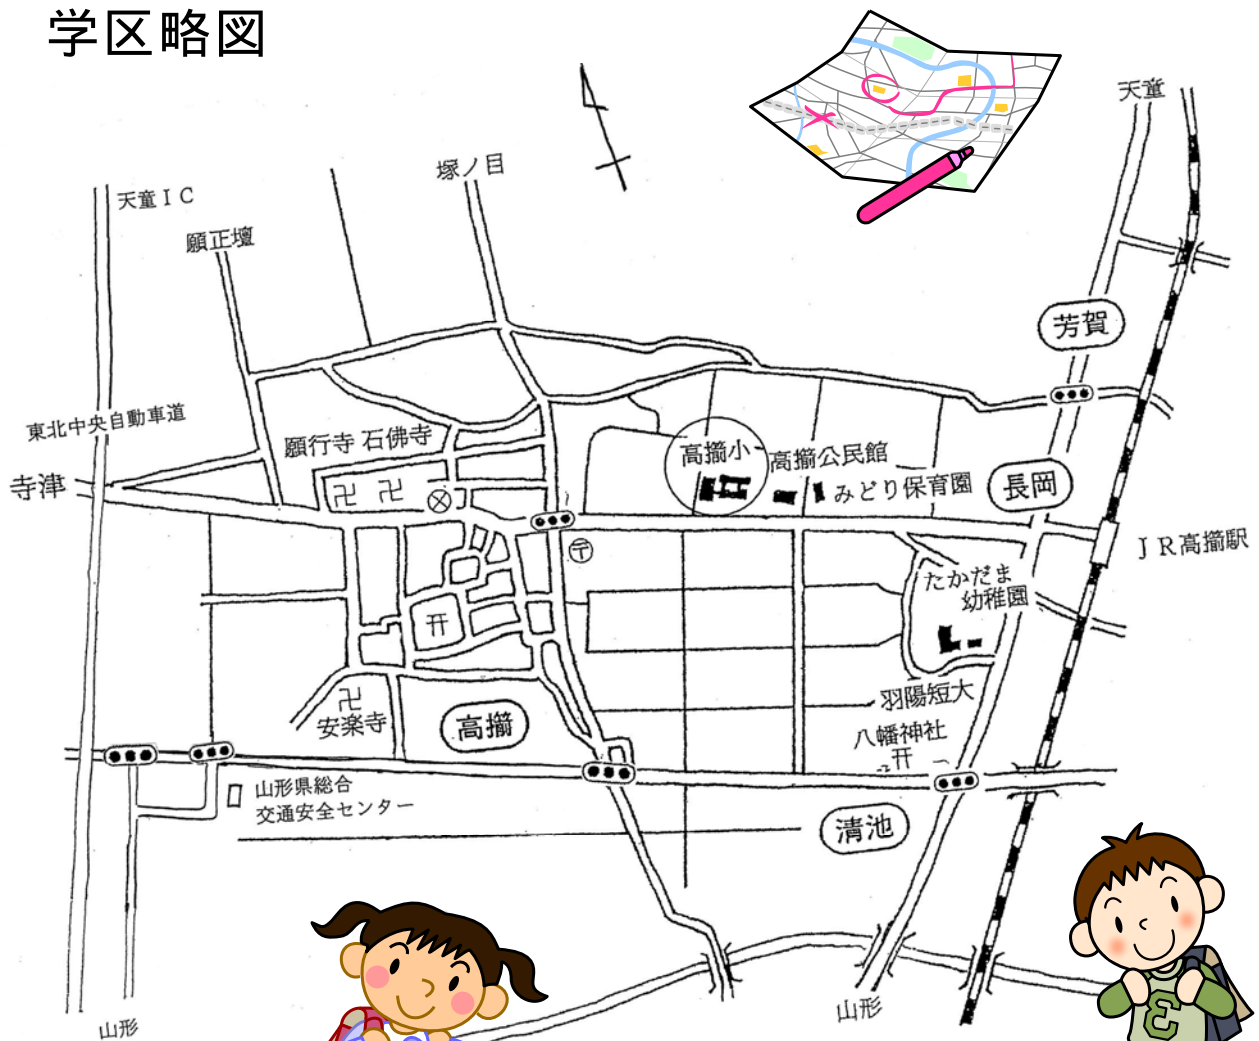 学区略図
天童
塚ノ目
天童ＩＣ
願正壇
芳賀
東北中央自動車道
願行寺 石佛寺
高擶小
高擶公民館
寺津
みどり保育園
長岡
ＪＲ高擶駅
〒
たかだま
幼稚園
羽陽短大
安楽寺
高擶
八幡神社
山形県総合
交通安全センター
清池
山形
山形